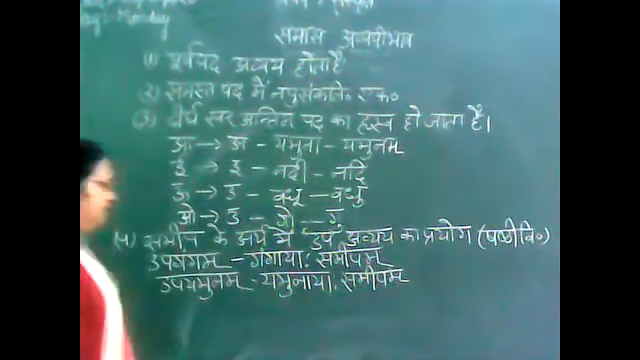 समास अव्ययीभाव
(1) पूर्वपद अव्यय होता है
(2) समस्त पद में नपुसंकलि० एक०
(3) दीर्घ स्वर अन्तिम पद का ह्रस्व हो जाता है।
आ → अ - यमुना - यमुनम्
ई → इ - नदी - नदि
ऊ → उ - वधू - वधु
ओ → उ - गो - गु
(4) समीप के अर्थ में उप अव्यय का प्रयोग (षष्ठी वि०)
उपगंगम - गंगायाः समीपम्
उपयमुनम - यमुनाया. समीपम